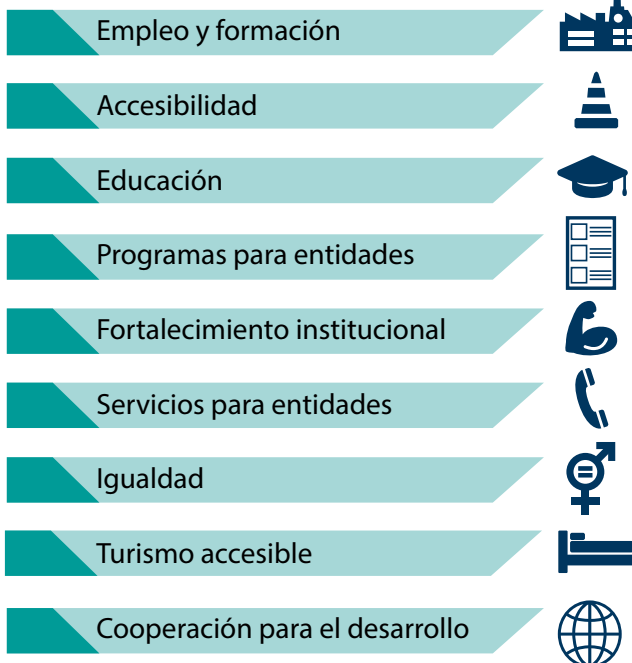 Empleo y formación
Accesibilidad
Educación
Programas para entidades
Fortalecimiento institucional
Servicios para entidades
Igualdad
Turismo accesible
Cooperación para el desarrollo